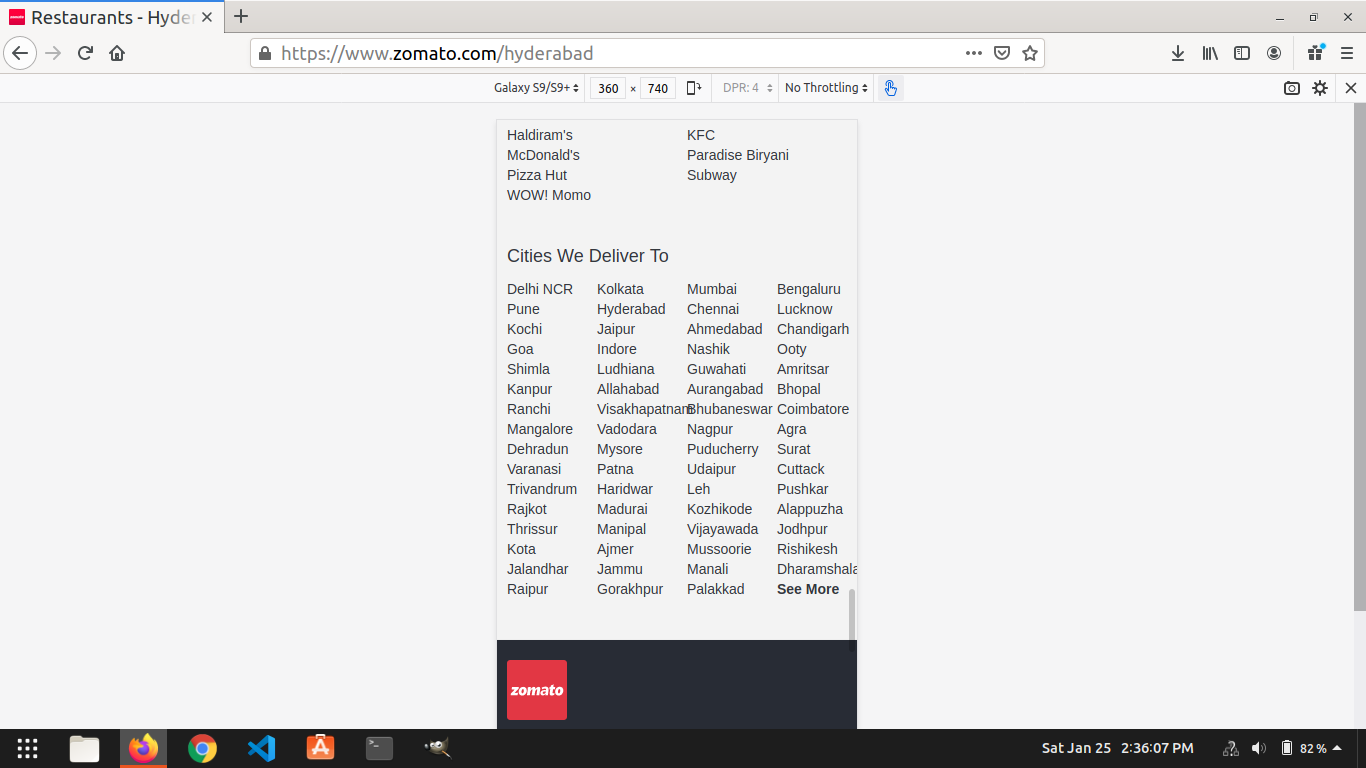 Restaurants - Hyde
https://www.zomato.com/hyderabad
Galaxy S9/S9+ 360 × 740 DPR: 4 No Throttling
Haldiram's KFC
McDonald's Paradise Biryani
Pizza Hut Subway
WOW! Momo
Cities We Deliver To
Delhi NCR Kolkata Mumbai Bengaluru
Pune Hyderabad Chennai Lucknow
Kochi Jaipur Ahmedabad Chandigarh
Goa Indore Nashik Ooty
Shimla Ludhiana Guwahati Amritsar
Kanpur Allahabad Aurangabad Bhopal
Ranchi Visakhapatnam Bhubaneswar Coimbatore
Mangalore Vadodara Nagpur Agra
Dehradun Mysore Puducherry Surat
Varanasi Patna Udaipur Cuttack
Trivandrum Haridwar Leh Pushkar
Rajkot Madurai Kozhikode Alappuzha
Thrissur Manipal Vijayawada Jodhpur
Kota Ajmer Mussoorie Rishikesh
Jalandhar Jammu Manali Dharamshala
Raipur Gorakhpur Palakkad See More
zomato
Sat Jan 25 2:36:07 PM 82 %